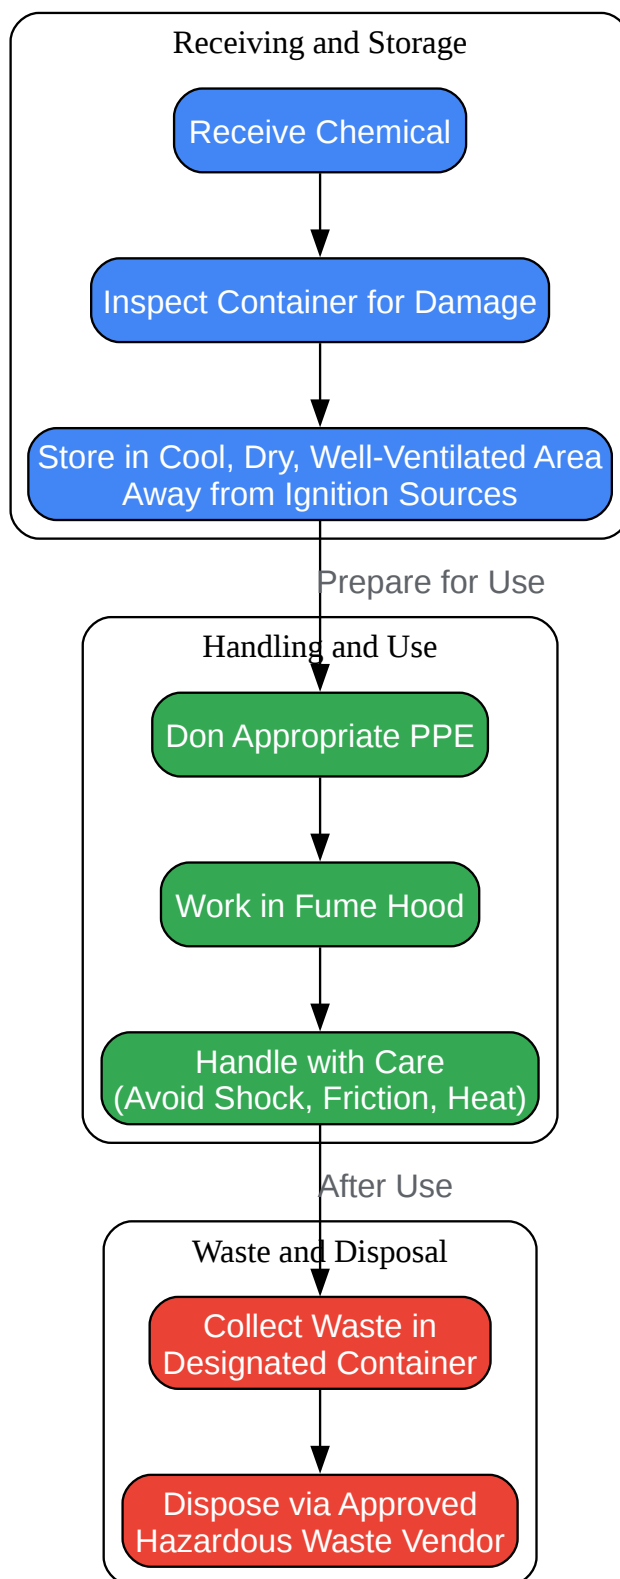 Receiving and Storage
Receive Chemical
Inspect Container for Damage
Store in Cool, Dry, Well-Ventilated Area
Away from Ignition Sources
Prepare for Use
Handling and Use
Don Appropriate PPE
Work in Fume Hood
Handle with Care
(Avoid Shock, Friction, Heat)
After Use
Waste and Disposal
Collect Waste in
Designated Container
Dispose via Approved
Hazardous Waste Vendor